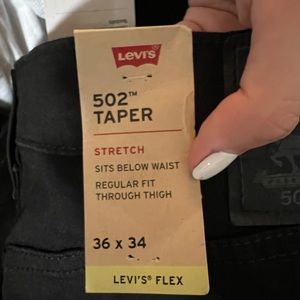 Levi's
502™
TAPER
STRETCH
SITS BELOW WAIST
REGULAR FIT
THROUGH THIGH
36 x 34
LEVI'S® FLEX